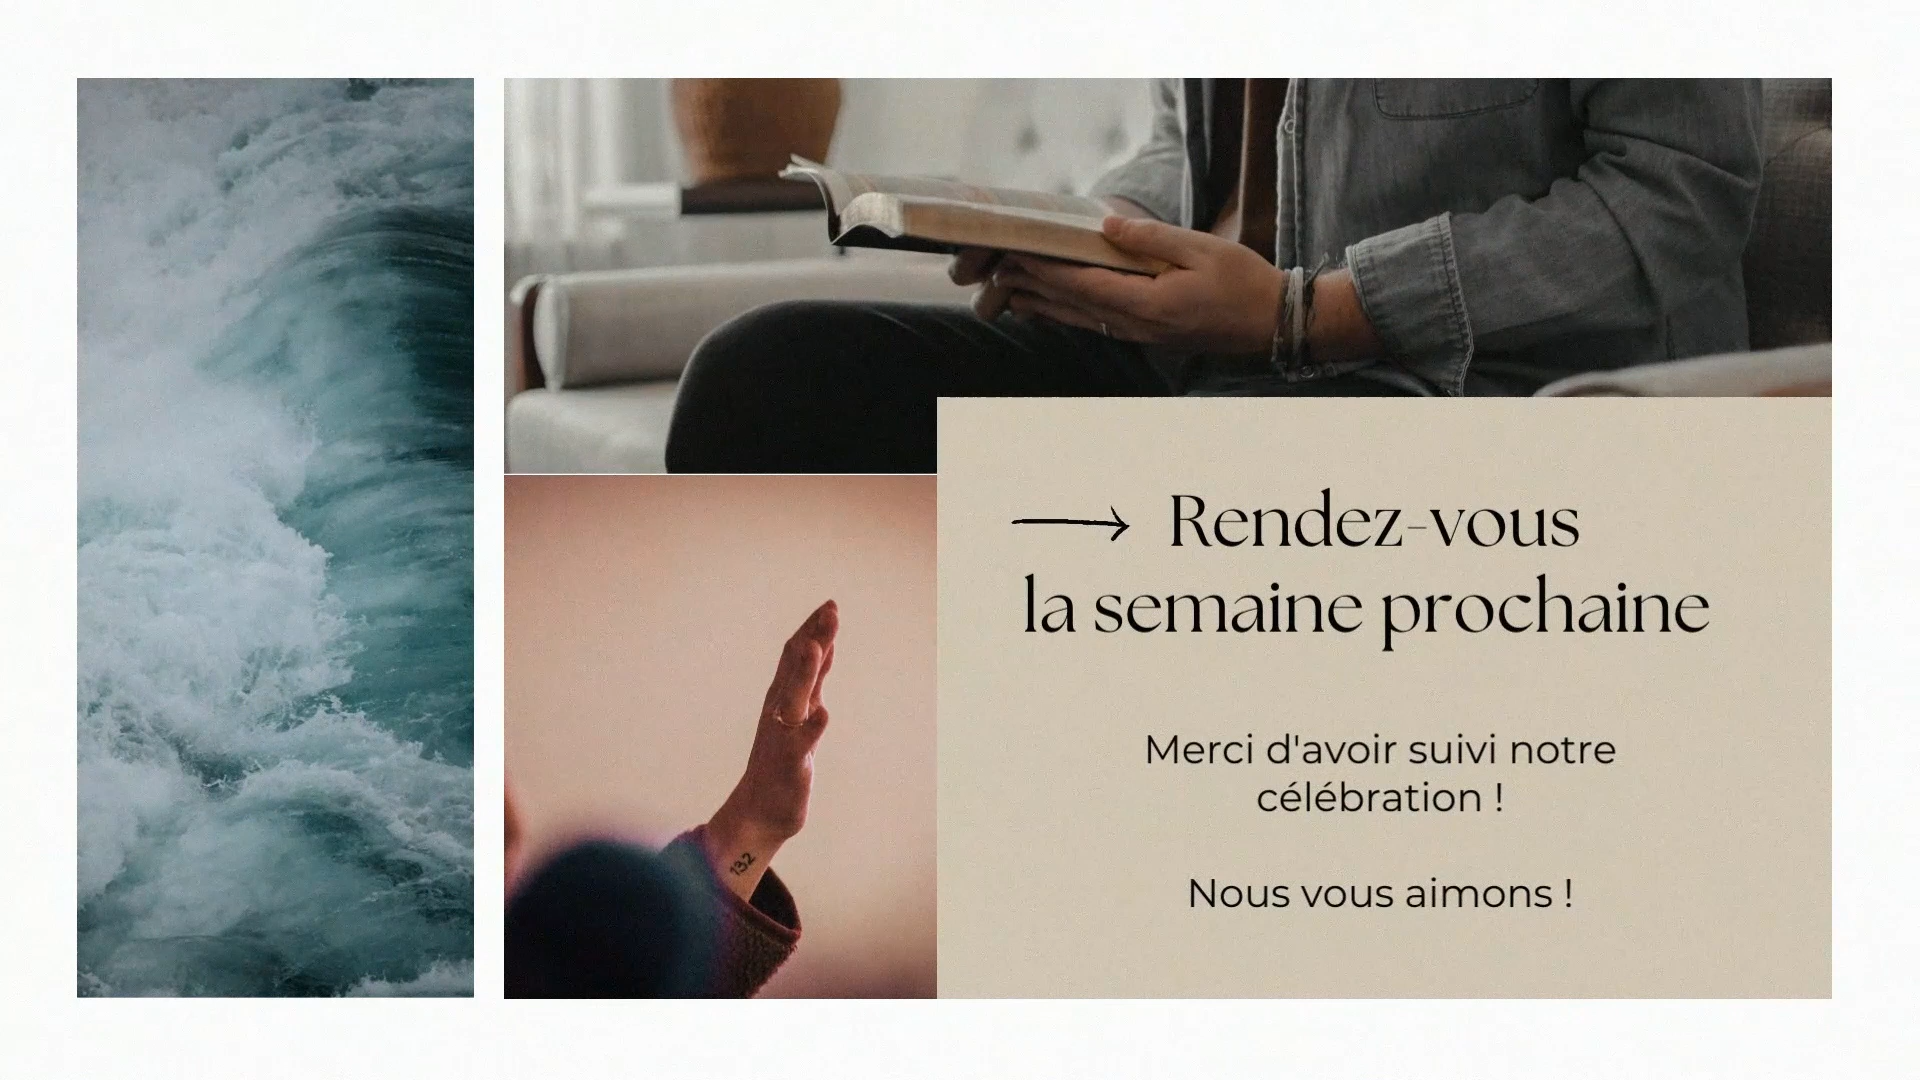 Rendez-vous
la semaine prochaine
Merci d'avoir suivi notre
célébration !
Nous vous aimons !
132